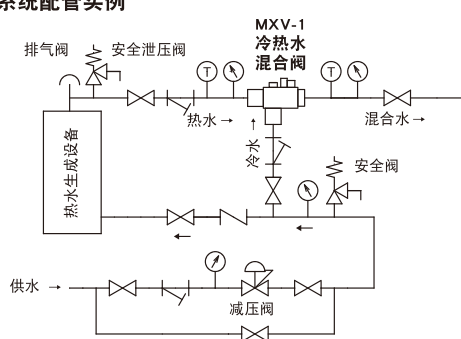 系统配管实例
MXV-1
冷热水
混合阀
排气阀
安全泄压阀
T
T
热水→
混合水→
热水生成设备
冷水→
安全阀
←
←
供水 →
减压阀